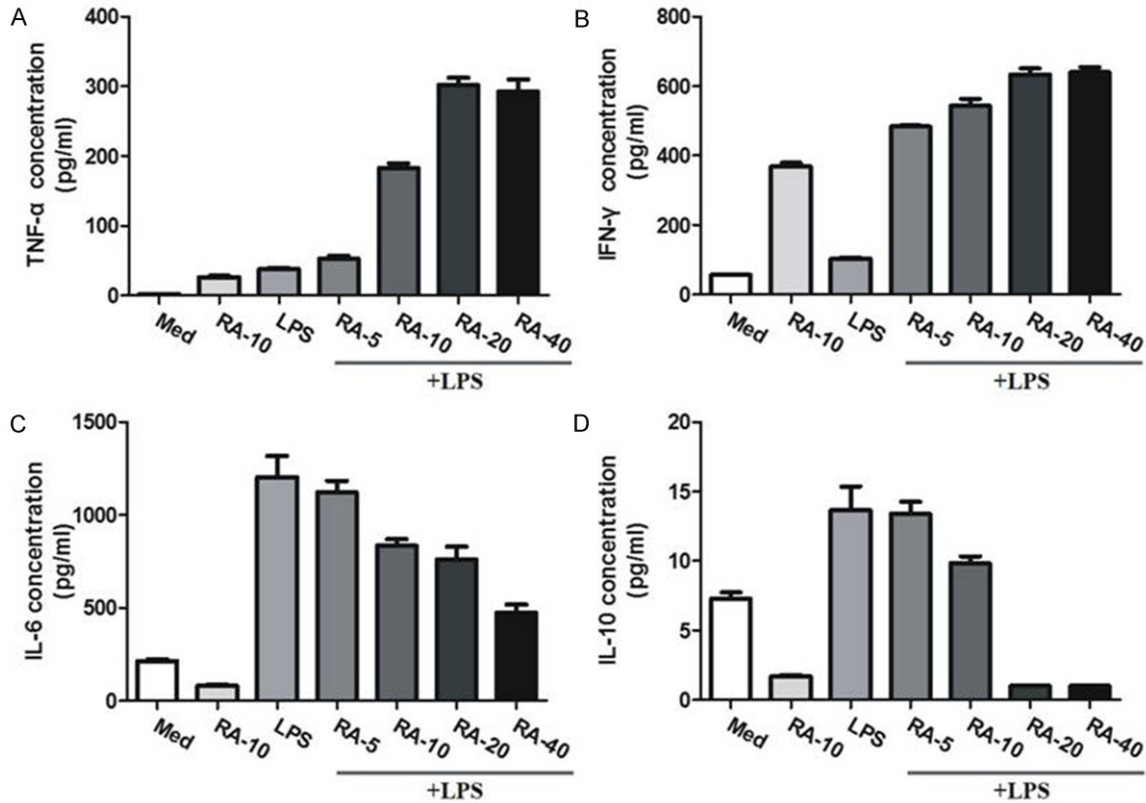 A
TNF-α concentration
(pg/ml)
400
300
200
100
0
Med
RA-10
LPS
RA-5
RA-10
RA-20
RA-40
+LPS
B
IFN-γ concentration
(pg/ml)
800
600
400
200
0
Med
RA-10
LPS
RA-5
RA-10
RA-20
RA-40
+LPS
C
IL-6 concentration
(pg/ml)
1500
1000
500
0
Med
RA-10
LPS
RA-5
RA-10
RA-20
RA-40
+LPS
D
IL-10 concentration
(pg/ml)
20
15
10
5
0
Med
RA-10
LPS
RA-5
RA-10
RA-20
RA-40
+LPS